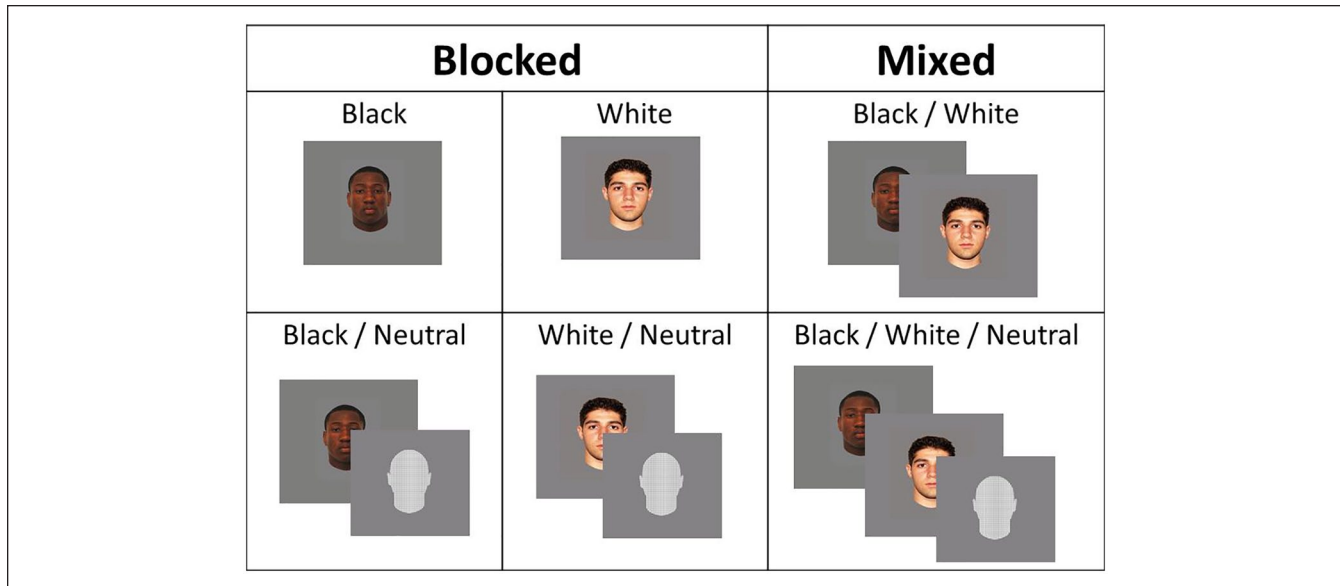 Blocked
Mixed
Black
White
Black / White
Black / Neutral
White / Neutral
Black / White / Neutral